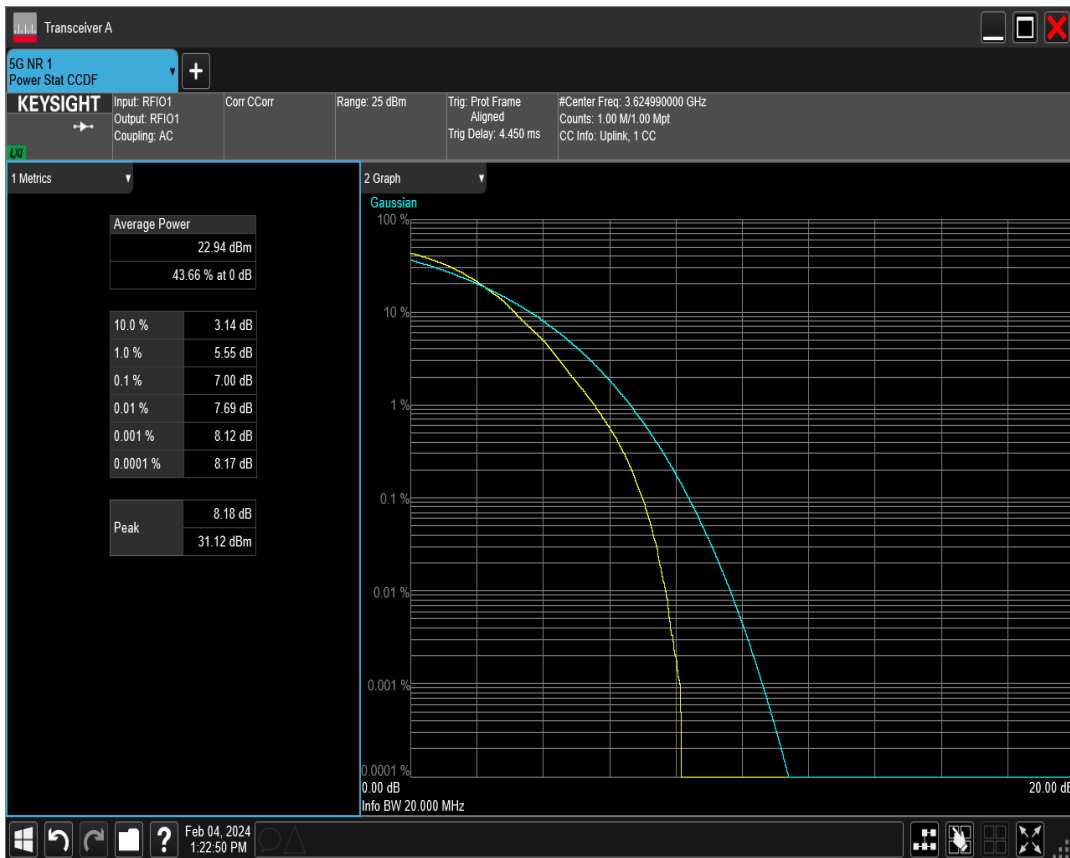 Transceiver A
5G NR 1
Power Stat CCDF
KEYSIGHT
LXI
Input: RFIO1
Output: RFIO1
Coupling: AC
Corr CCorr
Range: 25 dBm
Trig: Prot Frame
Aligned
Trig Delay: 4.450 ms
#Center Freq: 3.624990000 GHz
Counts: 1.00 M/1.00 Mpt
CC Info: Uplink, 1 CC
1 Metrics
Average Power
22.94 dBm
43.66 % at 0 dB
10.0 % 3.14 dB
1.0 % 5.55 dB
0.1 % 7.00 dB
0.01 % 7.69 dB
0.001 % 8.12 dB
0.0001 % 8.17 dB
Peak
8.18 dB
31.12 dBm
2 Graph
Gaussian
100 %
10 %
1 %
0.1 %
0.01 %
0.001 %
0.0001 %
0.00 dB 20.00 dB
Info BW 20.000 MHz
? Feb 04, 2024
1:22:50 PM